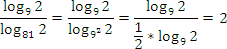 log₉ 2 / log₈₁ 2 = log₉ 2 / log₉² 2 = log₉ 2 / (1/2 * log₉ 2) = 2